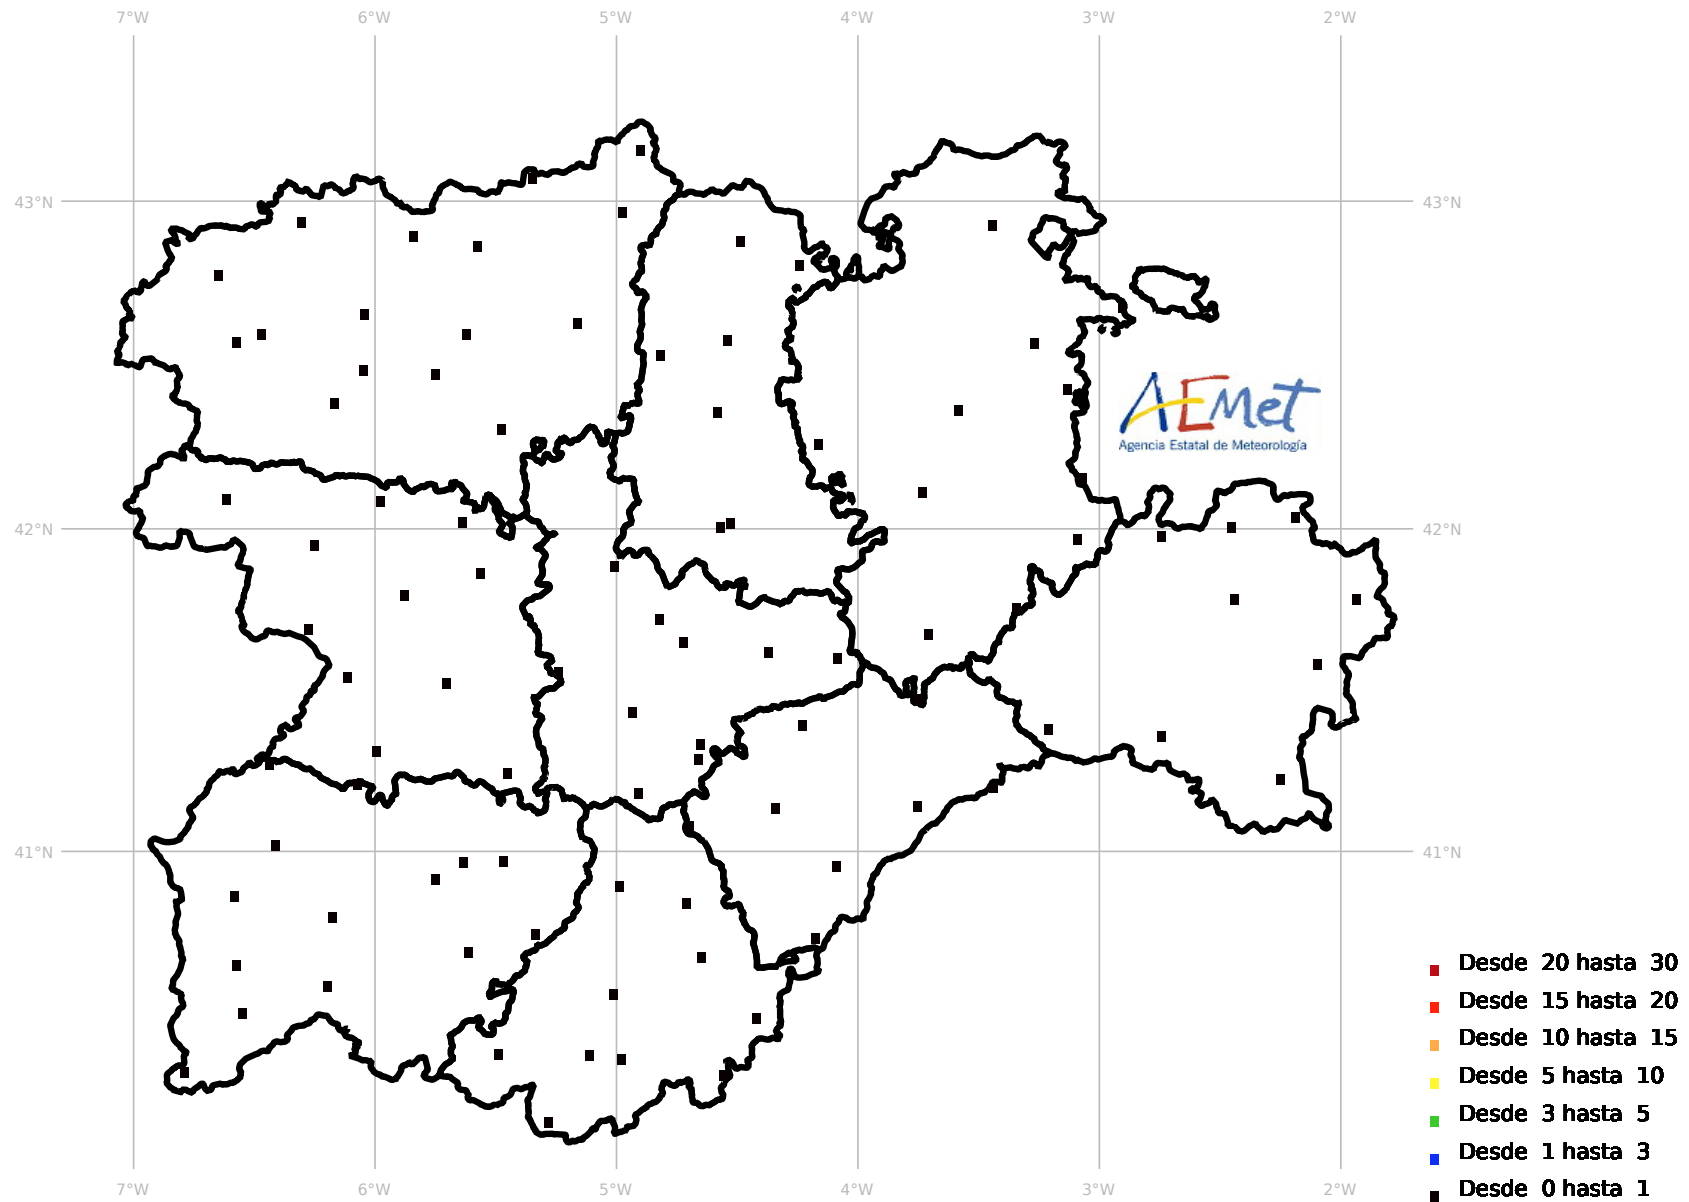 7°W 6°W 5°W 4°W 3°W 2°W
43°N 43°N
AEMet
Agencia Estatal de Meteorología
42°N 42°N
41°N 41°N
Desde 20 hasta 30
Desde 15 hasta 20
Desde 10 hasta 15
Desde 5 hasta 10
Desde 3 hasta 5
Desde 1 hasta 3
Desde 0 hasta 1
7°W 6°W 5°W 4°W 3°W 2°W